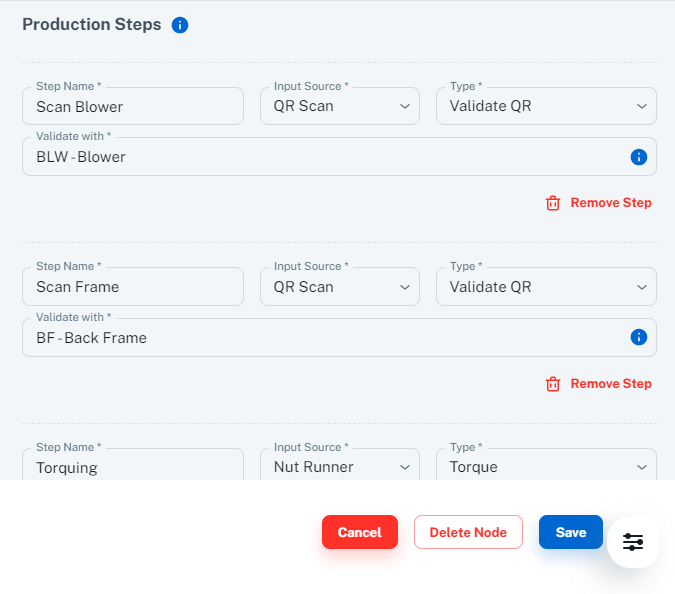 Production Steps
Step Name * Input Source * Type *
Scan Blower QR Scan Validate QR
Validate with *
BLW - Blower
Remove Step
Step Name * Input Source * Type *
Scan Frame QR Scan Validate QR
Validate with *
BF - Back Frame
Remove Step
Step Name * Input Source * Type *
Torquing Nut Runner Torque
Cancel Delete Node Save